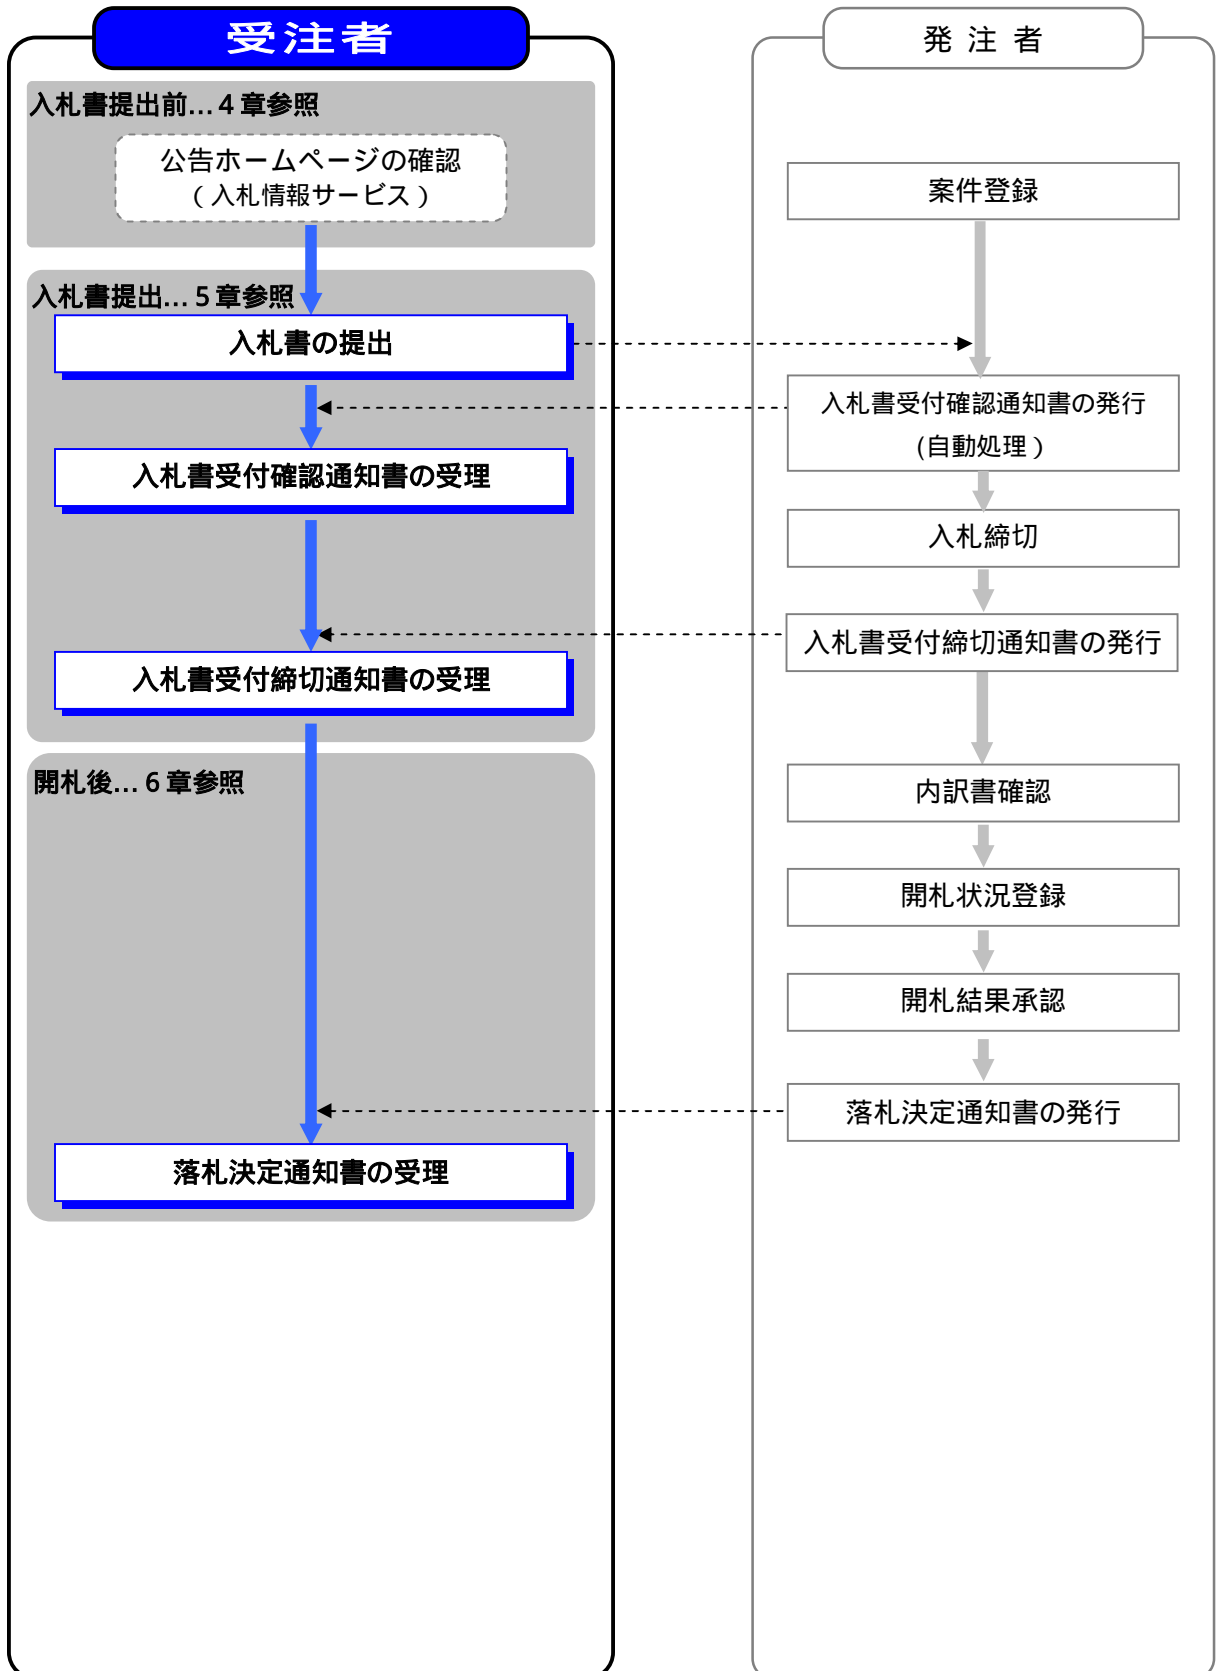 受注者
入札書提出前…４章参照
公告ホームページの確認
（入札情報サービス）
入札書提出…５章参照
入札書の提出
入札書受付確認通知書の受理
入札書受付締切通知書の受理
開札後…６章参照
落札決定通知書の受理
発 注 者
案件登録
入札書受付確認通知書の発行
(自動処理）
入札締切
入札書受付締切通知書の発行
内訳書確認
開札状況登録
開札結果承認
落札決定通知書の発行